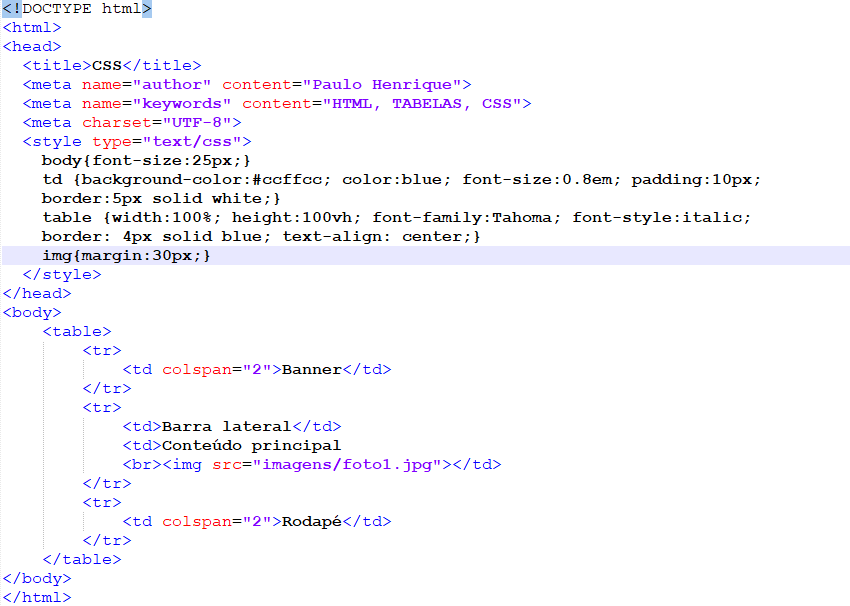 <!DOCTYPE html>
<html>
<head>
<title>CSS</title>
<meta name="author" content="Paulo Henrique">
<meta name="keywords" content="HTML, TABELAS, CSS">
<meta charset="UTF-8">
<style type="text/css">
body{font-size:25px;}
td {background-color:#ccffcc; color:blue; font-size:0.8em; padding:10px;
border:5px solid white;}
table {width:100%; height:100vh; font-family:Tahoma; font-style:italic;
border: 4px solid blue; text-align: center;}
img{margin:30px;}
</style>
</head>
<body>
<table>
<tr>
<td colspan="2">Banner</td>
</tr>
<tr>
<td>Barra lateral</td>
<td>Conteúdo principal
<br><img src="imagens/foto1.jpg"></td>
</tr>
<tr>
<td colspan="2">Rodapé</td>
</tr>
</table>
</body>
</html>